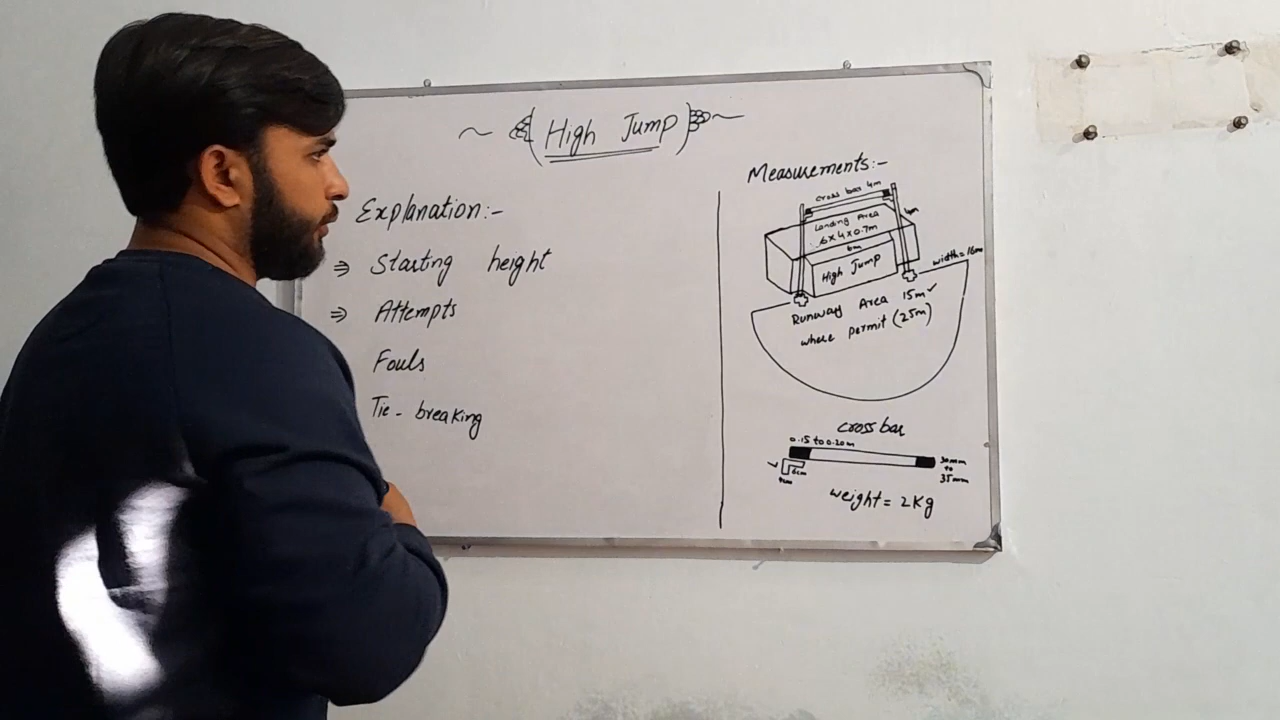 High Jump
Explanation:-
⇒ Starting height
⇒ Attempts
Fouls
Tie-breaking
Measurements:-
cross bar 4m
Landing Area
6x4x0.7m
6m
High Jump
width=16m
Runway Area 15m ✓
where permit (25m)
cross bar
0.15 to 0.20m
6cm
30mm
to
35mm
weight = 2Kg